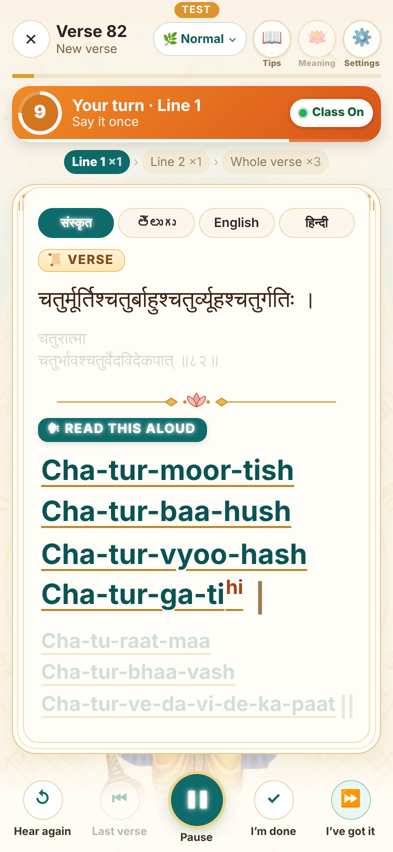 TEST
Verse 82
New verse
🌿 Normal
📖
🪷
⚙️
Tips
Meaning
Settings
9
Your turn · Line 1
Say it once
Class On
Line 1 ×1 › Line 2 ×1 › Whole verse ×3
संस्कृत
తెలుగు
English
हिन्दी
📜 VERSE
चतुर्मूर्तिश्चतुर्बाहुश्चतुर्व्यूहश्चतुर्गतिः ।
चतुरात्मा
चतुर्भावश्चतुर्वेदविदेकपात् ॥८२॥
🗣 READ THIS ALOUD
Cha-tur-moor-tish
Cha-tur-baa-hush
Cha-tur-vyoo-hash
Cha-tur-ga-tihi |
Cha-tu-raat-maa
Cha-tur-bhaa-vash
Cha-tur-ve-da-vi-de-ka-paat ||
Hear again
Last verse
Pause
I'm done
I've got it